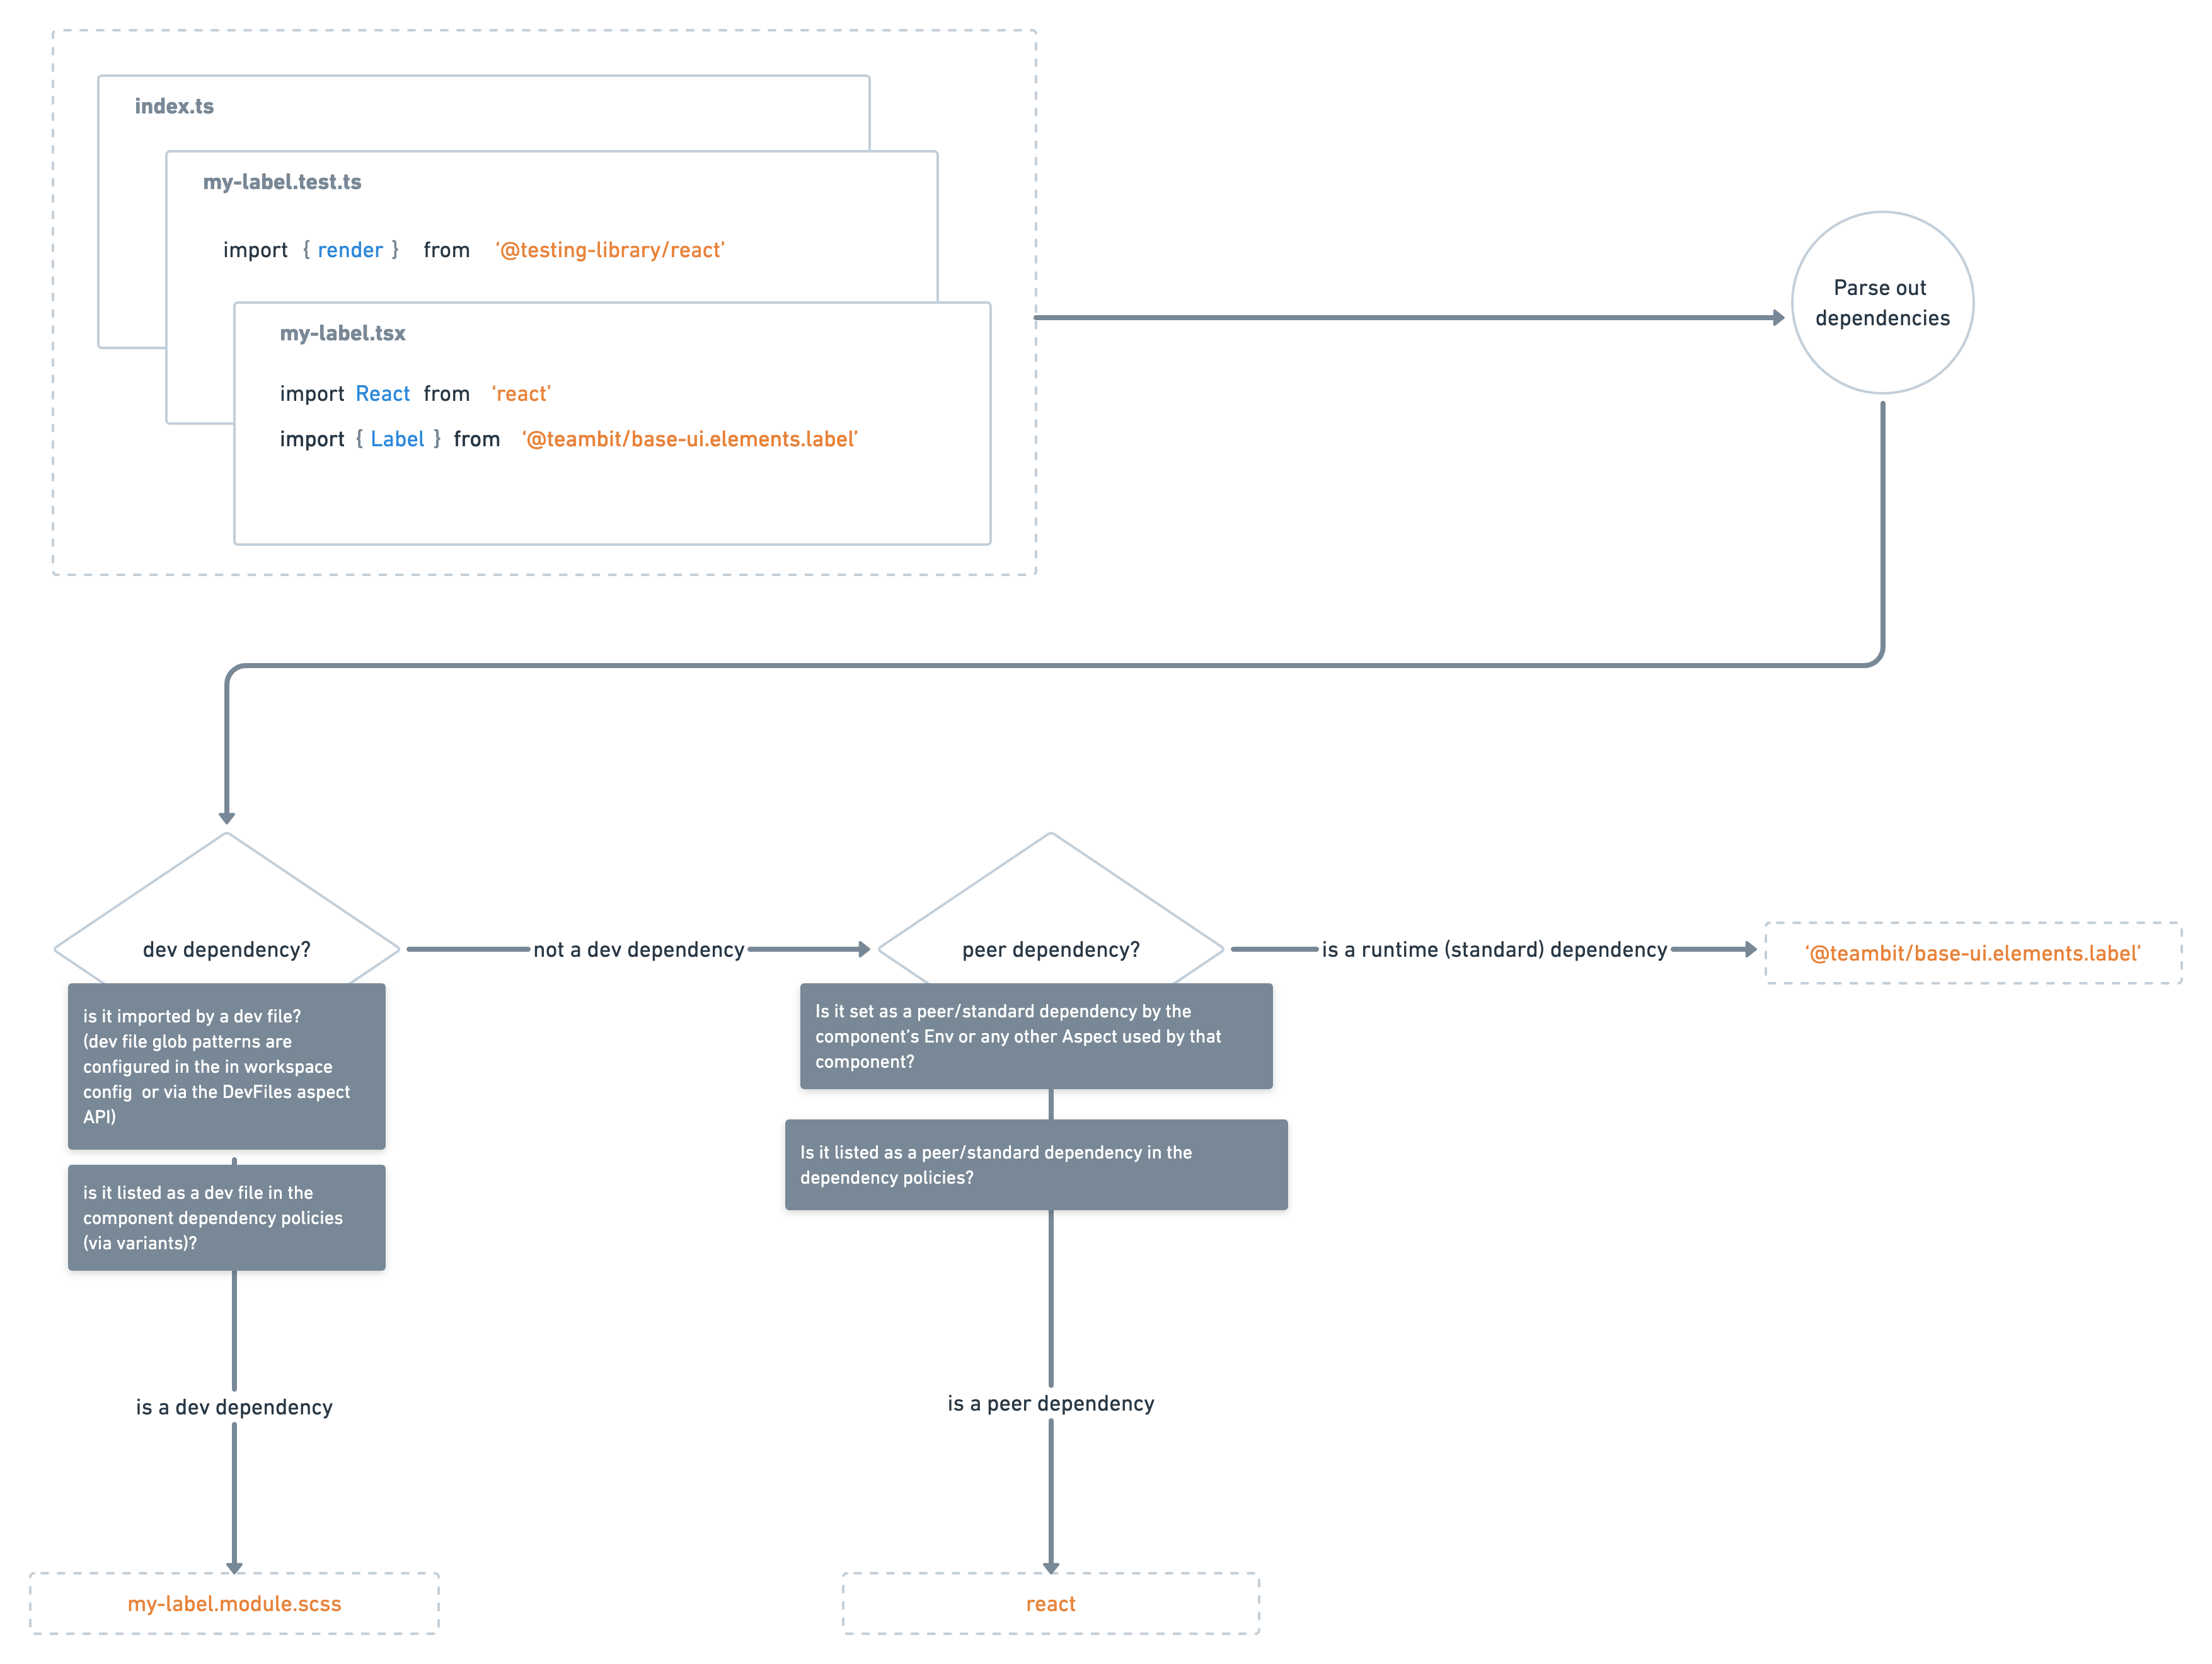 index.ts
my-label.test.ts
import { render } from ‘@testing-library/react’
my-label.tsx
import React from ‘react’
import { Label } from ‘@teambit/base-ui.elements.label’
Parse out
dependencies
dev dependency?
not a dev dependency
peer dependency?
is a runtime (standard) dependency
‘@teambit/base-ui.elements.label’
is it imported by a dev file?
(dev file glob patterns are
configured in the in workspace
config or via the DevFiles aspect
API)
is it listed as a dev file in the
component dependency policies
(via variants)?
Is it set as a peer/standard dependency by the
component's Env or any other Aspect used by that
component?
Is it listed as a peer/standard dependency in the
dependency policies?
is a dev dependency
is a peer dependency
my-label.module.scss
react